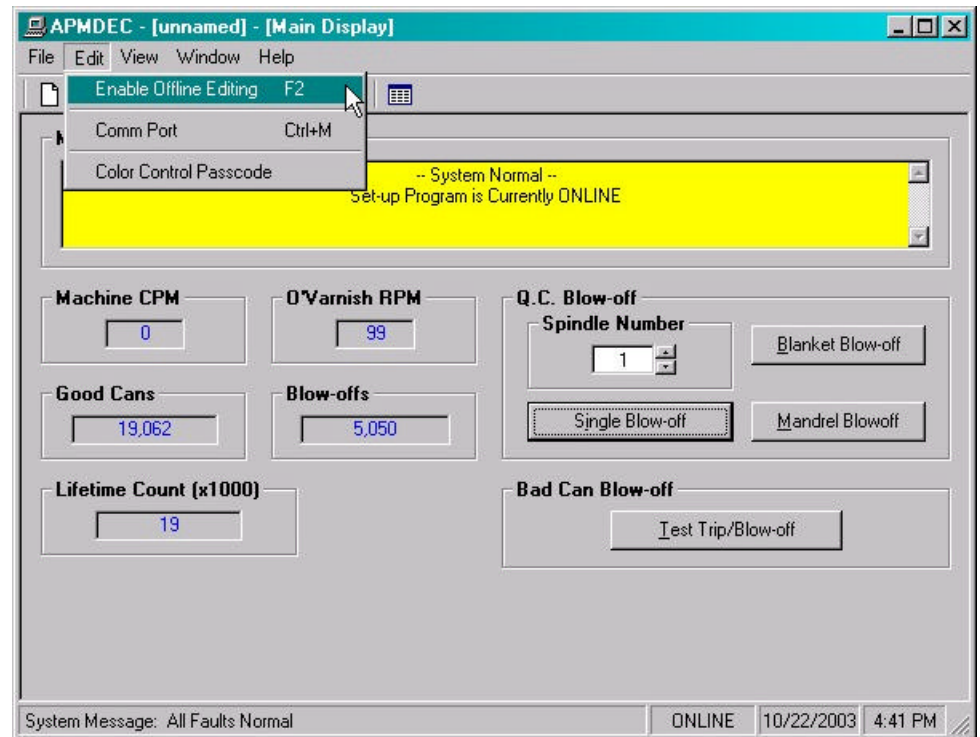 APMDEC - [unnamed] - [Main Display]
File Edit View Window Help
Enable Offline Editing F2
Comm Port Ctrl+M
Color Control Passcode
-- System Normal --
Set-up Program is Currently ONLINE
Machine CPM
0
O'Varnish RPM
99
Good Cans
19,062
Blow-offs
5,050
Lifetime Count (x1000)
19
Q.C. Blow-off
Spindle Number
1
Blanket Blow-off
Single Blow-off
Mandrel Blowoff
Bad Can Blow-off
Test Trip/Blow-off
System Message: All Faults Normal ONLINE 10/22/2003 4:41 PM